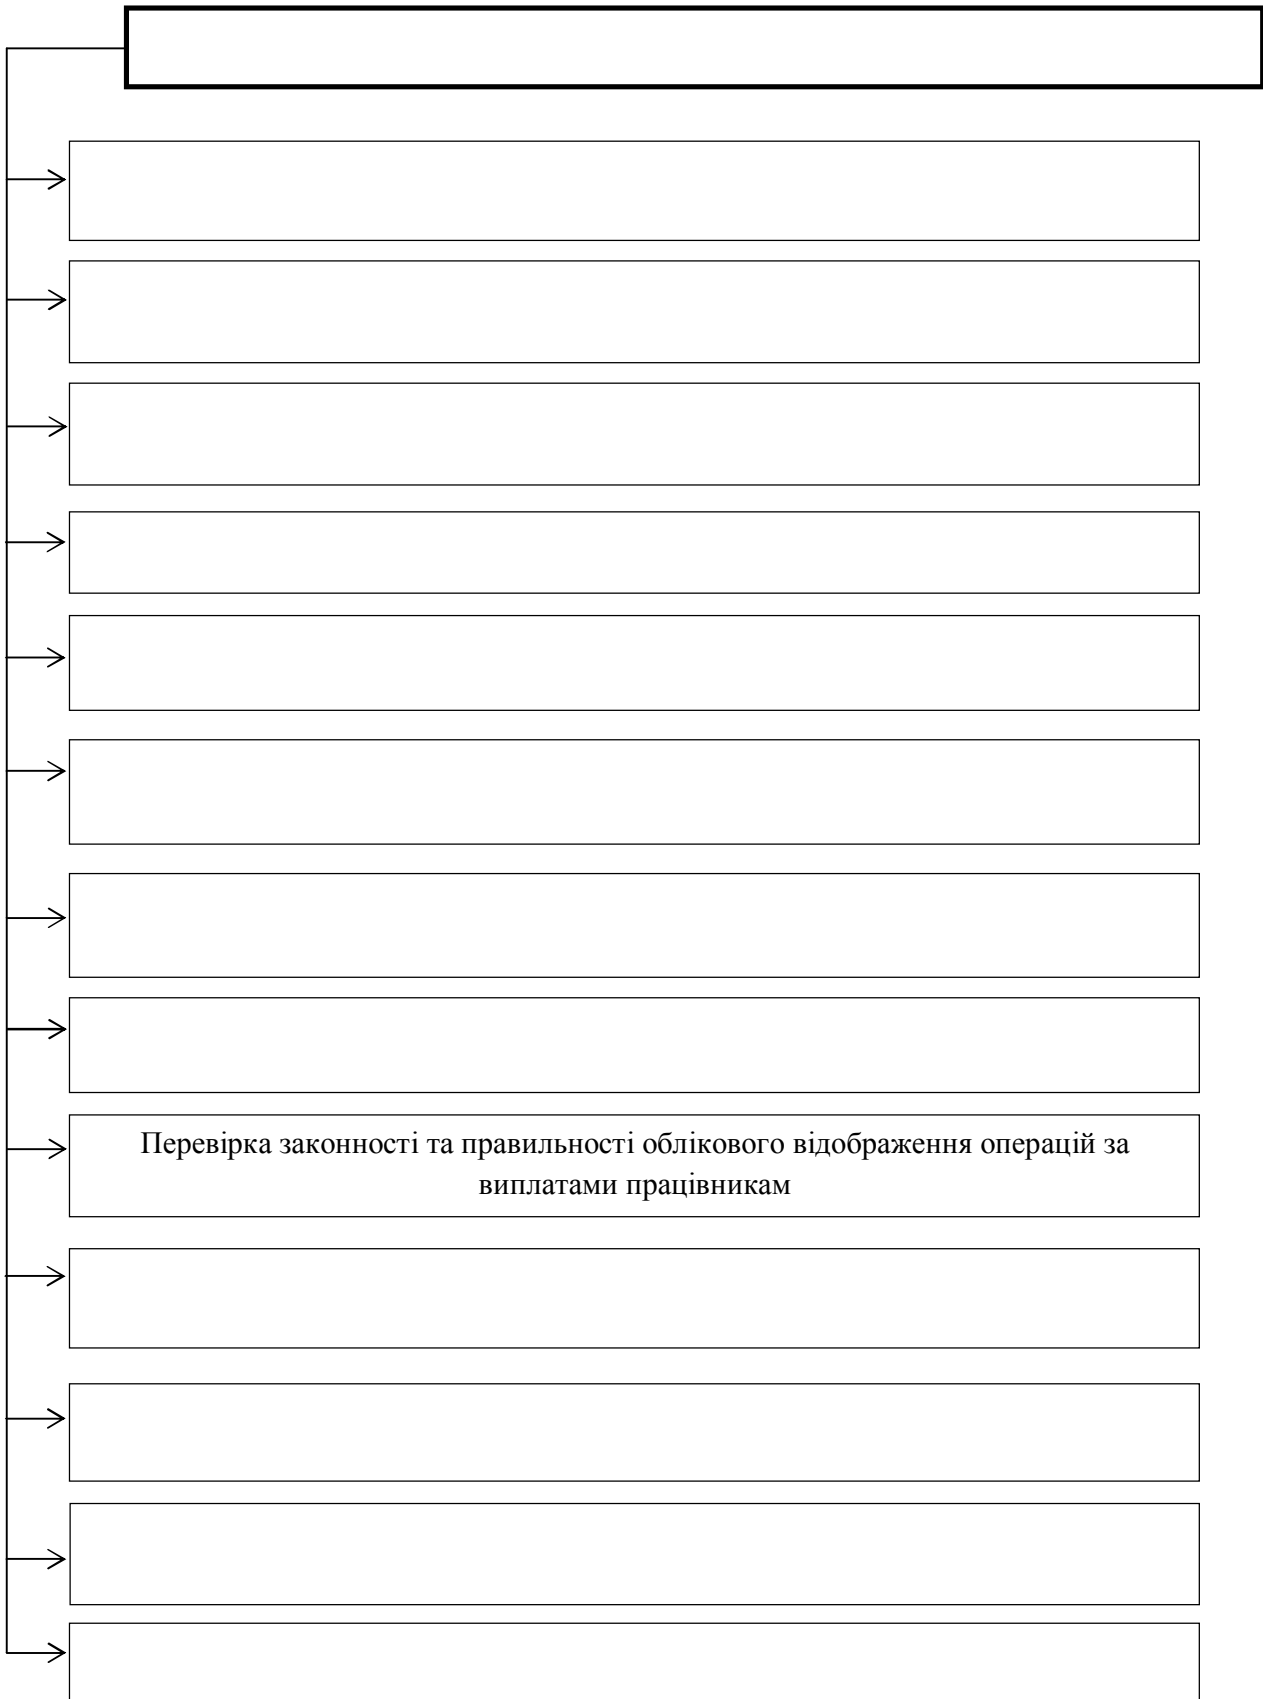 Перевірка законності та правильності облікового відображення операцій за
виплатами працівникам